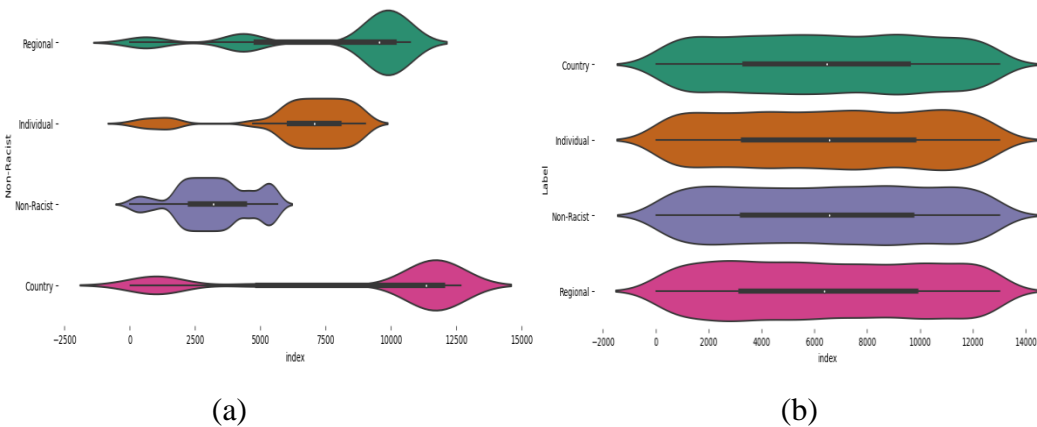 Non-Racist
Regional
Individual
Non-Racist
Country
−2500 0 2500 5000 7500 10000 12500 15000
index
(a)
Label
Country
Individual
Non-Racist
Regional
−2000 0 2000 4000 6000 8000 10000 12000 14000
index
(b)